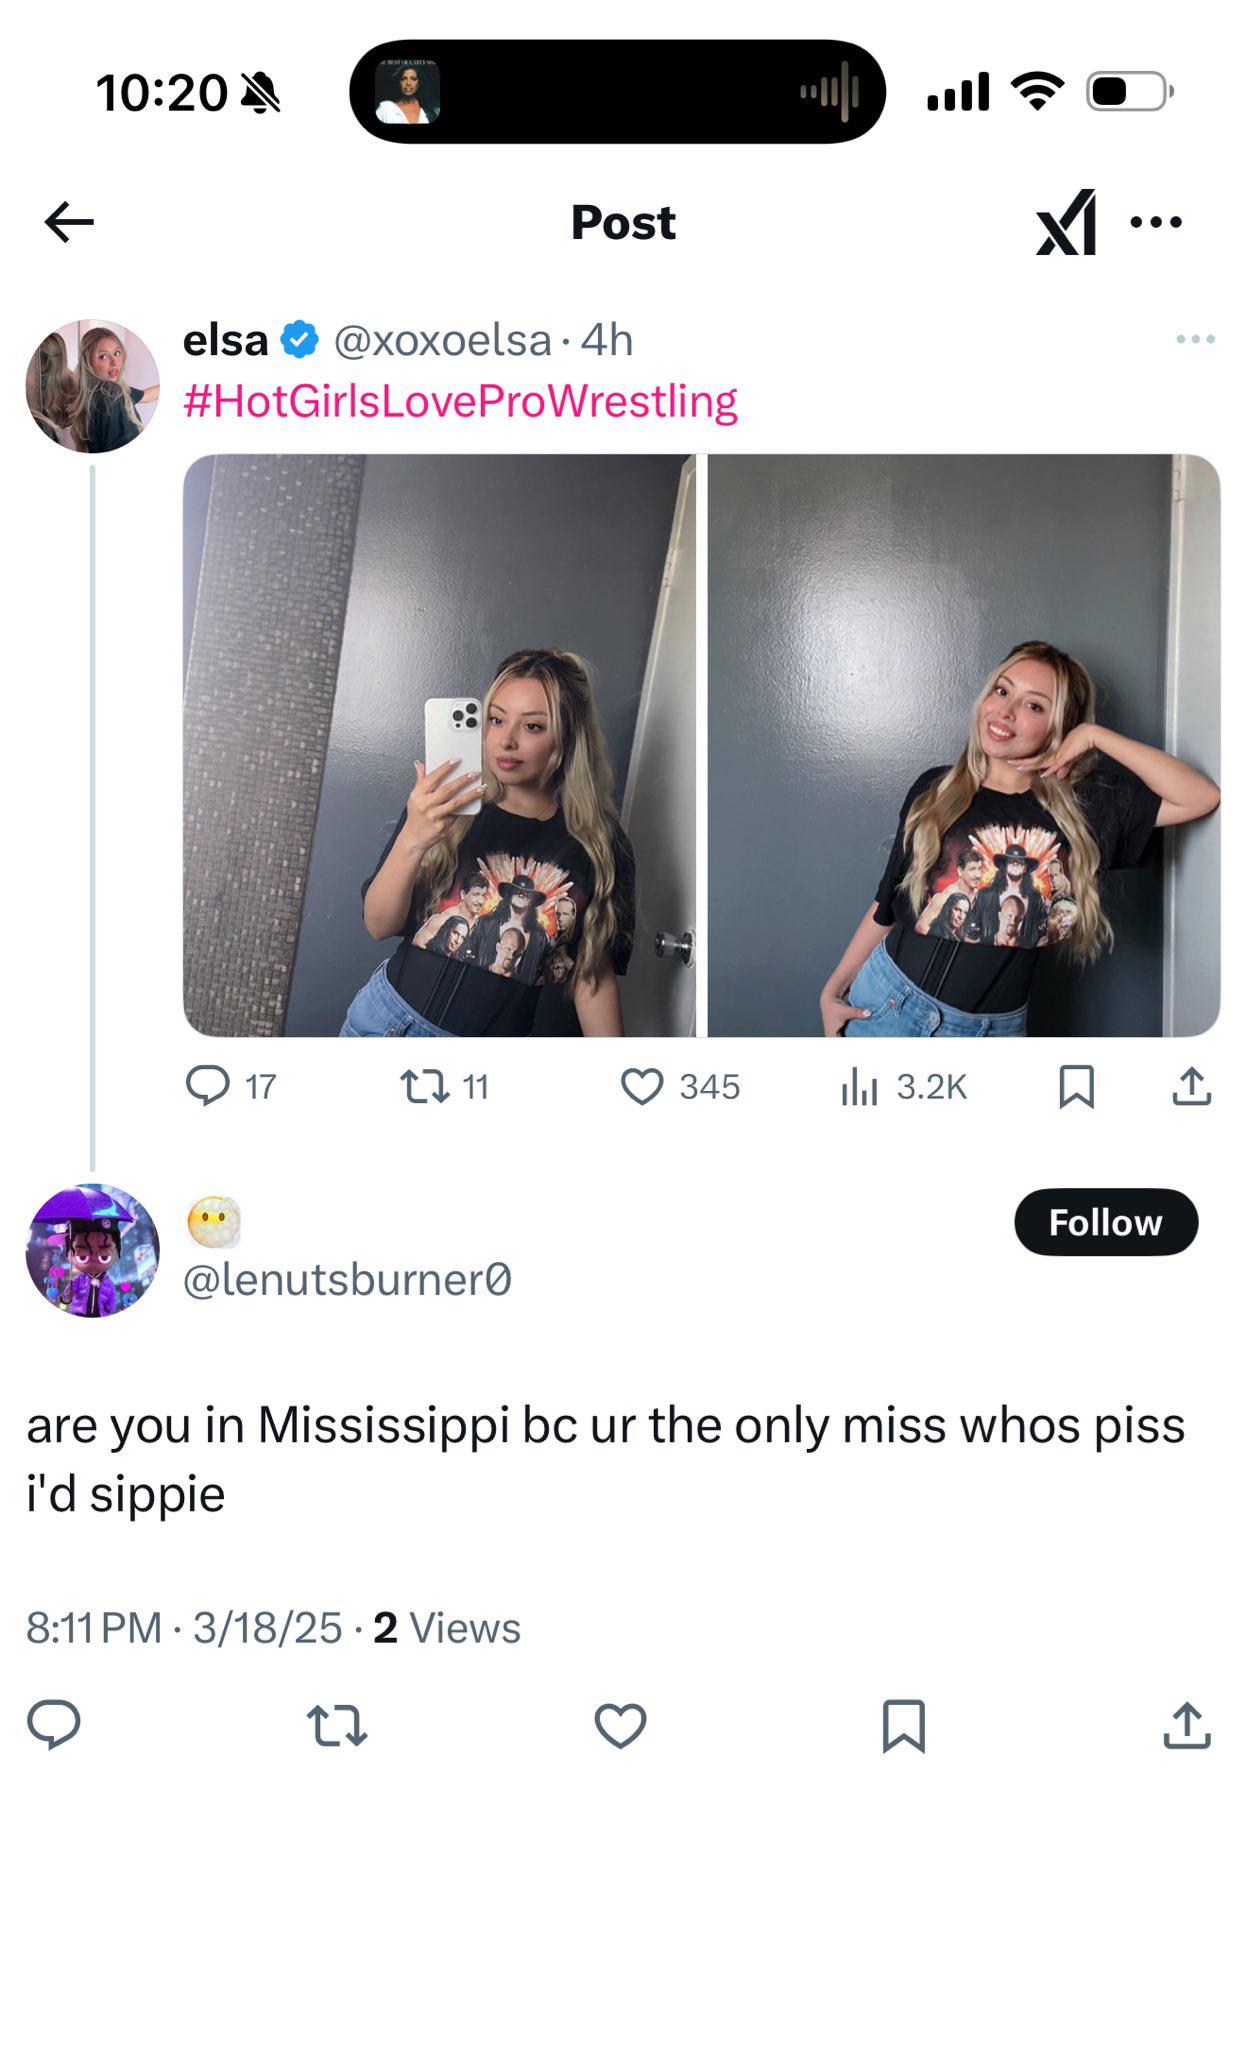 10:20
Post
elsa @xoxoelsa · 4h
#HotGirlsLoveProWrestling
17 11 345 3.2K
😶
@lenutsburner0
Follow
are you in Mississippi bc ur the only miss whos piss
i'd sippie
8:11 PM · 3/18/25 · 2 Views